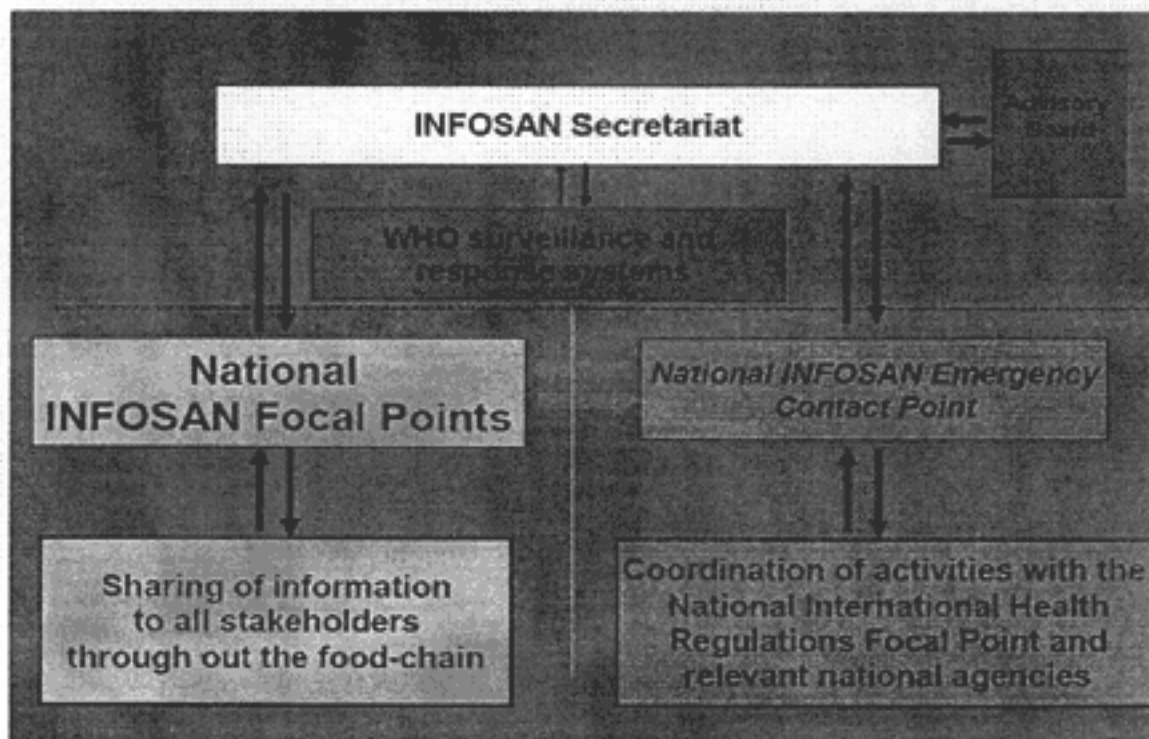 INFOSAN Secretariat
Advisory
Board
WHO surveillance and
response systems
National
INFOSAN Focal Points
National INFOSAN Emergency
Contact Point
Sharing of information
to all stakeholders
through out the food-chain
Coordination of activities with the
National International Health
Regulations Focal Point and
relevant national agencies